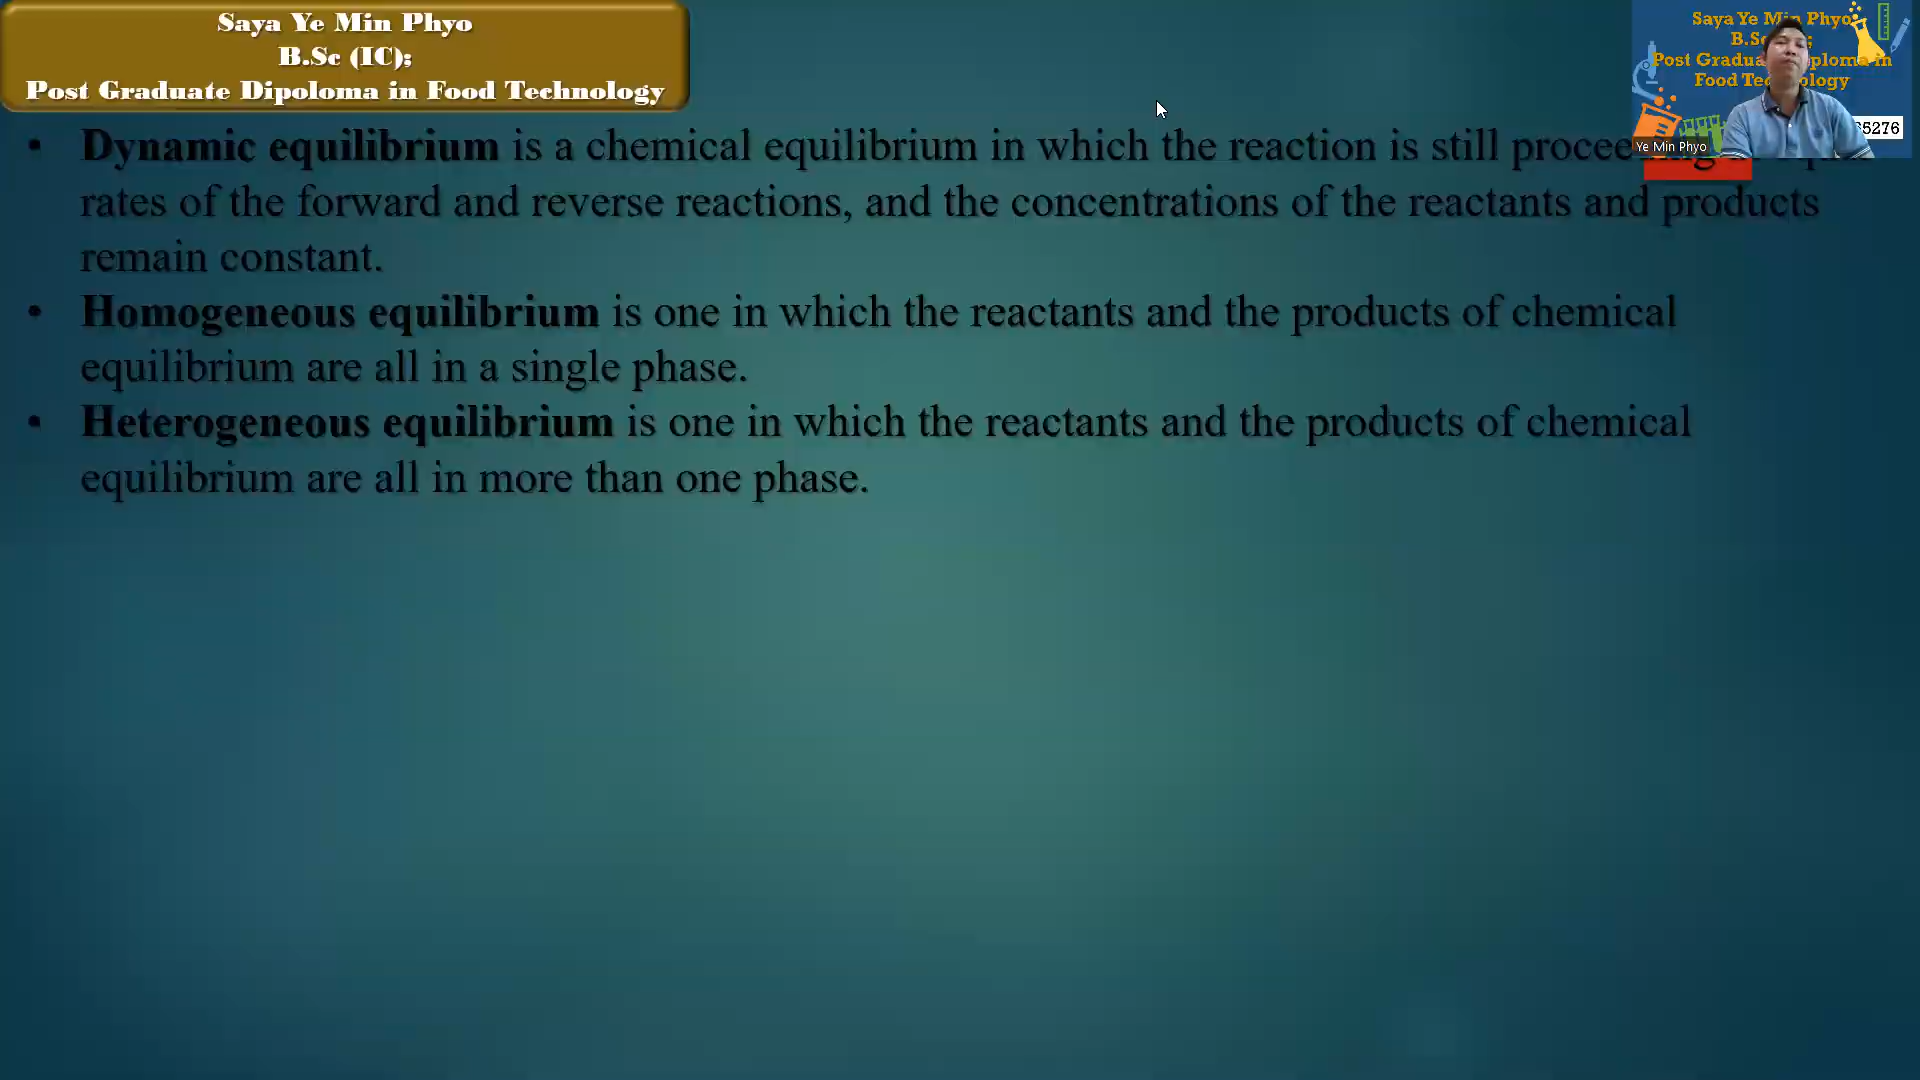 Saya Ye Min Phyo
B.Sc (IC);
Post Graduate Dipoloma in Food Technology
Saya Ye Min Phyo
Post Gradua
Food Te
Ye Min Phyo
5276
• Dynamic equilibrium is a chemical equilibrium in which the reaction is still
rates of the forward and reverse reactions, and the concentrations of the reactants and products
remain constant.
• Homogeneous equilibrium is one in which the reactants and the products of chemical
equilibrium are all in a single phase.
• Heterogeneous equilibrium is one in which the reactants and the products of chemical
equilibrium are all in more than one phase.